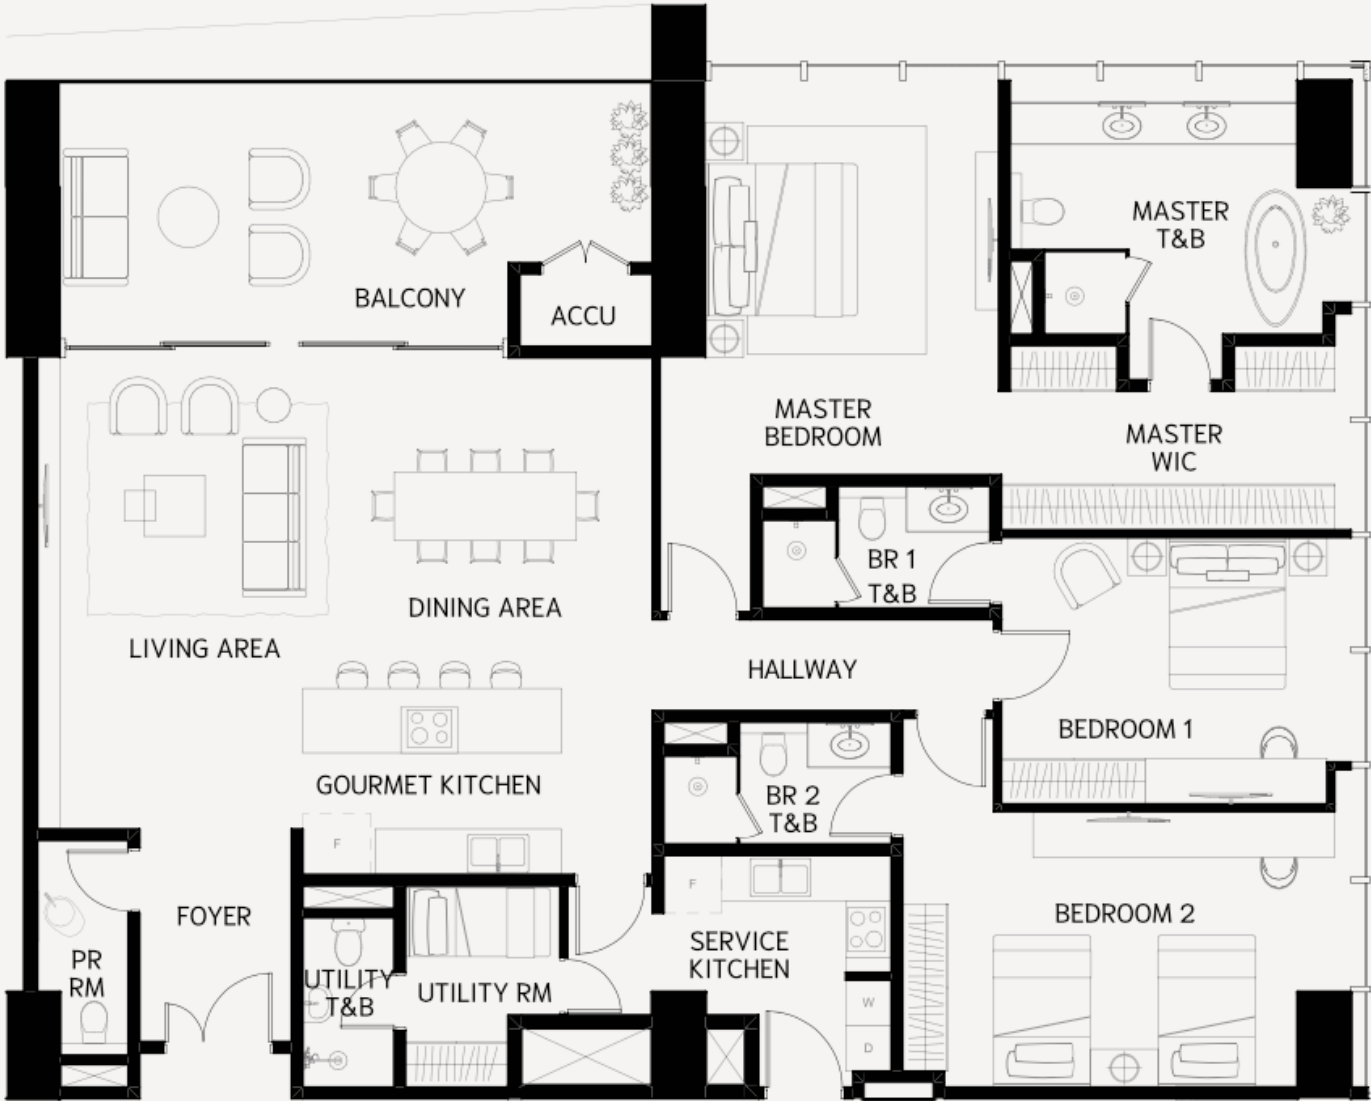 MASTER
T&B
BALCONY
ACCU
MASTER
BEDROOM
MASTER
WIC
BR 1
T&B
DINING AREA
LIVING AREA
HALLWAY
BEDROOM 1
GOURMET KITCHEN
BR 2
T&B
F
F
FOYER
BEDROOM 2
SERVICE
KITCHEN
PR
RM
UTILITY
T&B
UTILITY RM
W
D